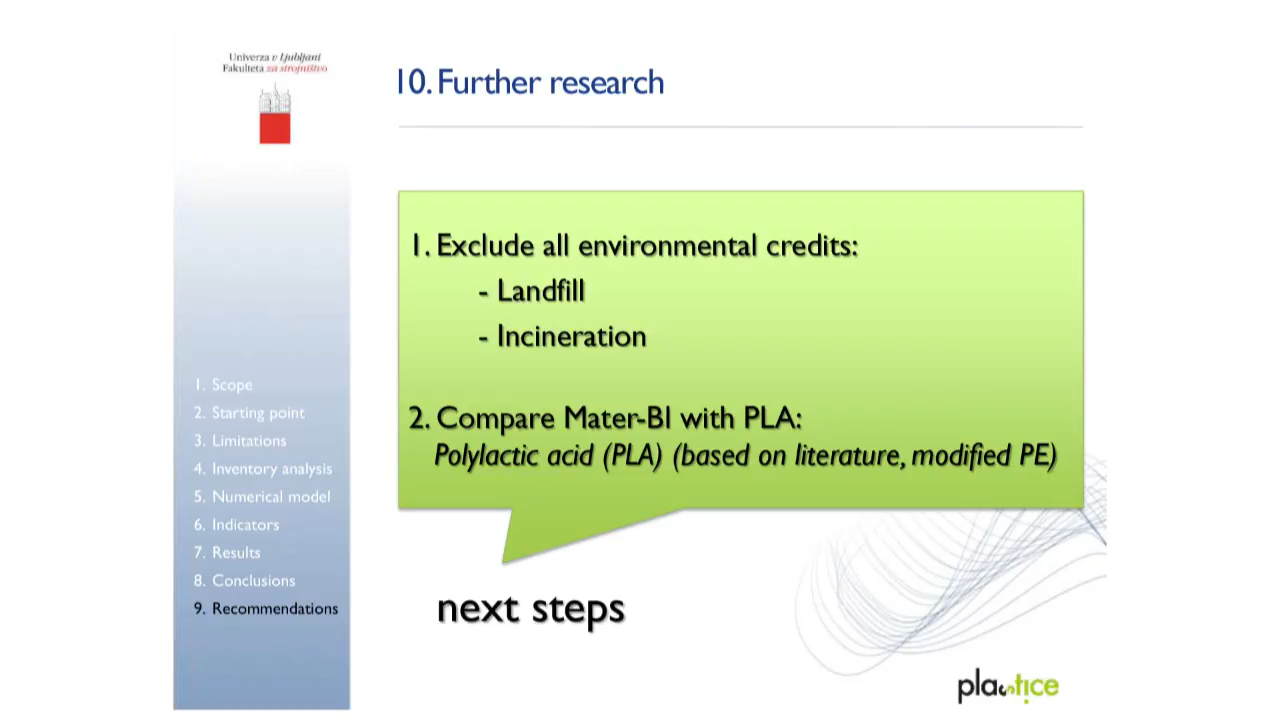 Univerza v Ljubljani
Fakulteta za strojništvo
10. Further research
1. Exclude all environmental credits:
- Landfill
- Incineration
2. Compare Mater-BI with PLA:
Polylactic acid (PLA) (based on literature, modified PE)
next steps
1. Scope
2. Starting point
3. Limitations
4. Inventory analysis
5. Numerical model
6. Indicators
7. Results
8. Conclusions
9. Recommendations
plastice